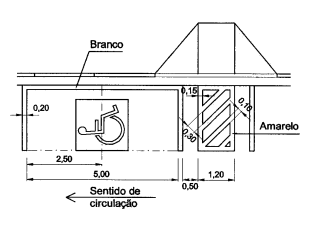 Branco
0,15
0,20
0,18
0,30
Amarelo
2,50
5,00
0,50
1,20
Sentido de
circulação